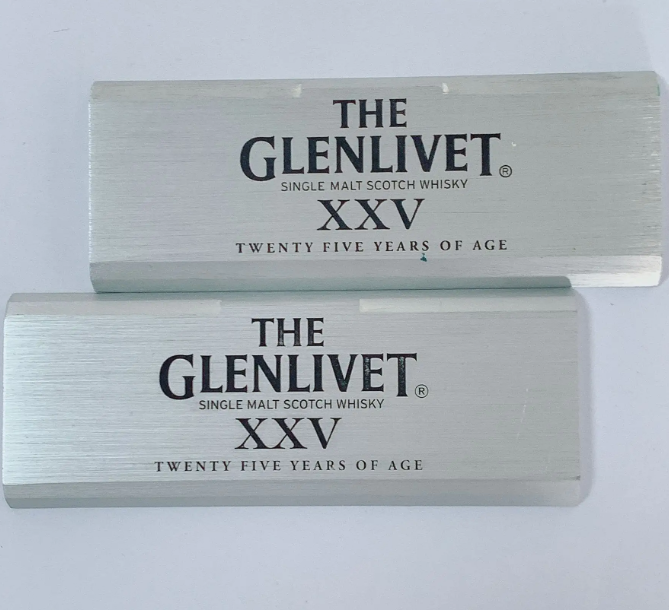 THE
GLENLIVET®
SINGLE MALT SCOTCH WHISKY
XXV
TWENTY FIVE YEARS OF AGE
THE
GLENLIVET®
SINGLE MALT SCOTCH WHISKY
XXV
TWENTY FIVE YEARS OF AGE